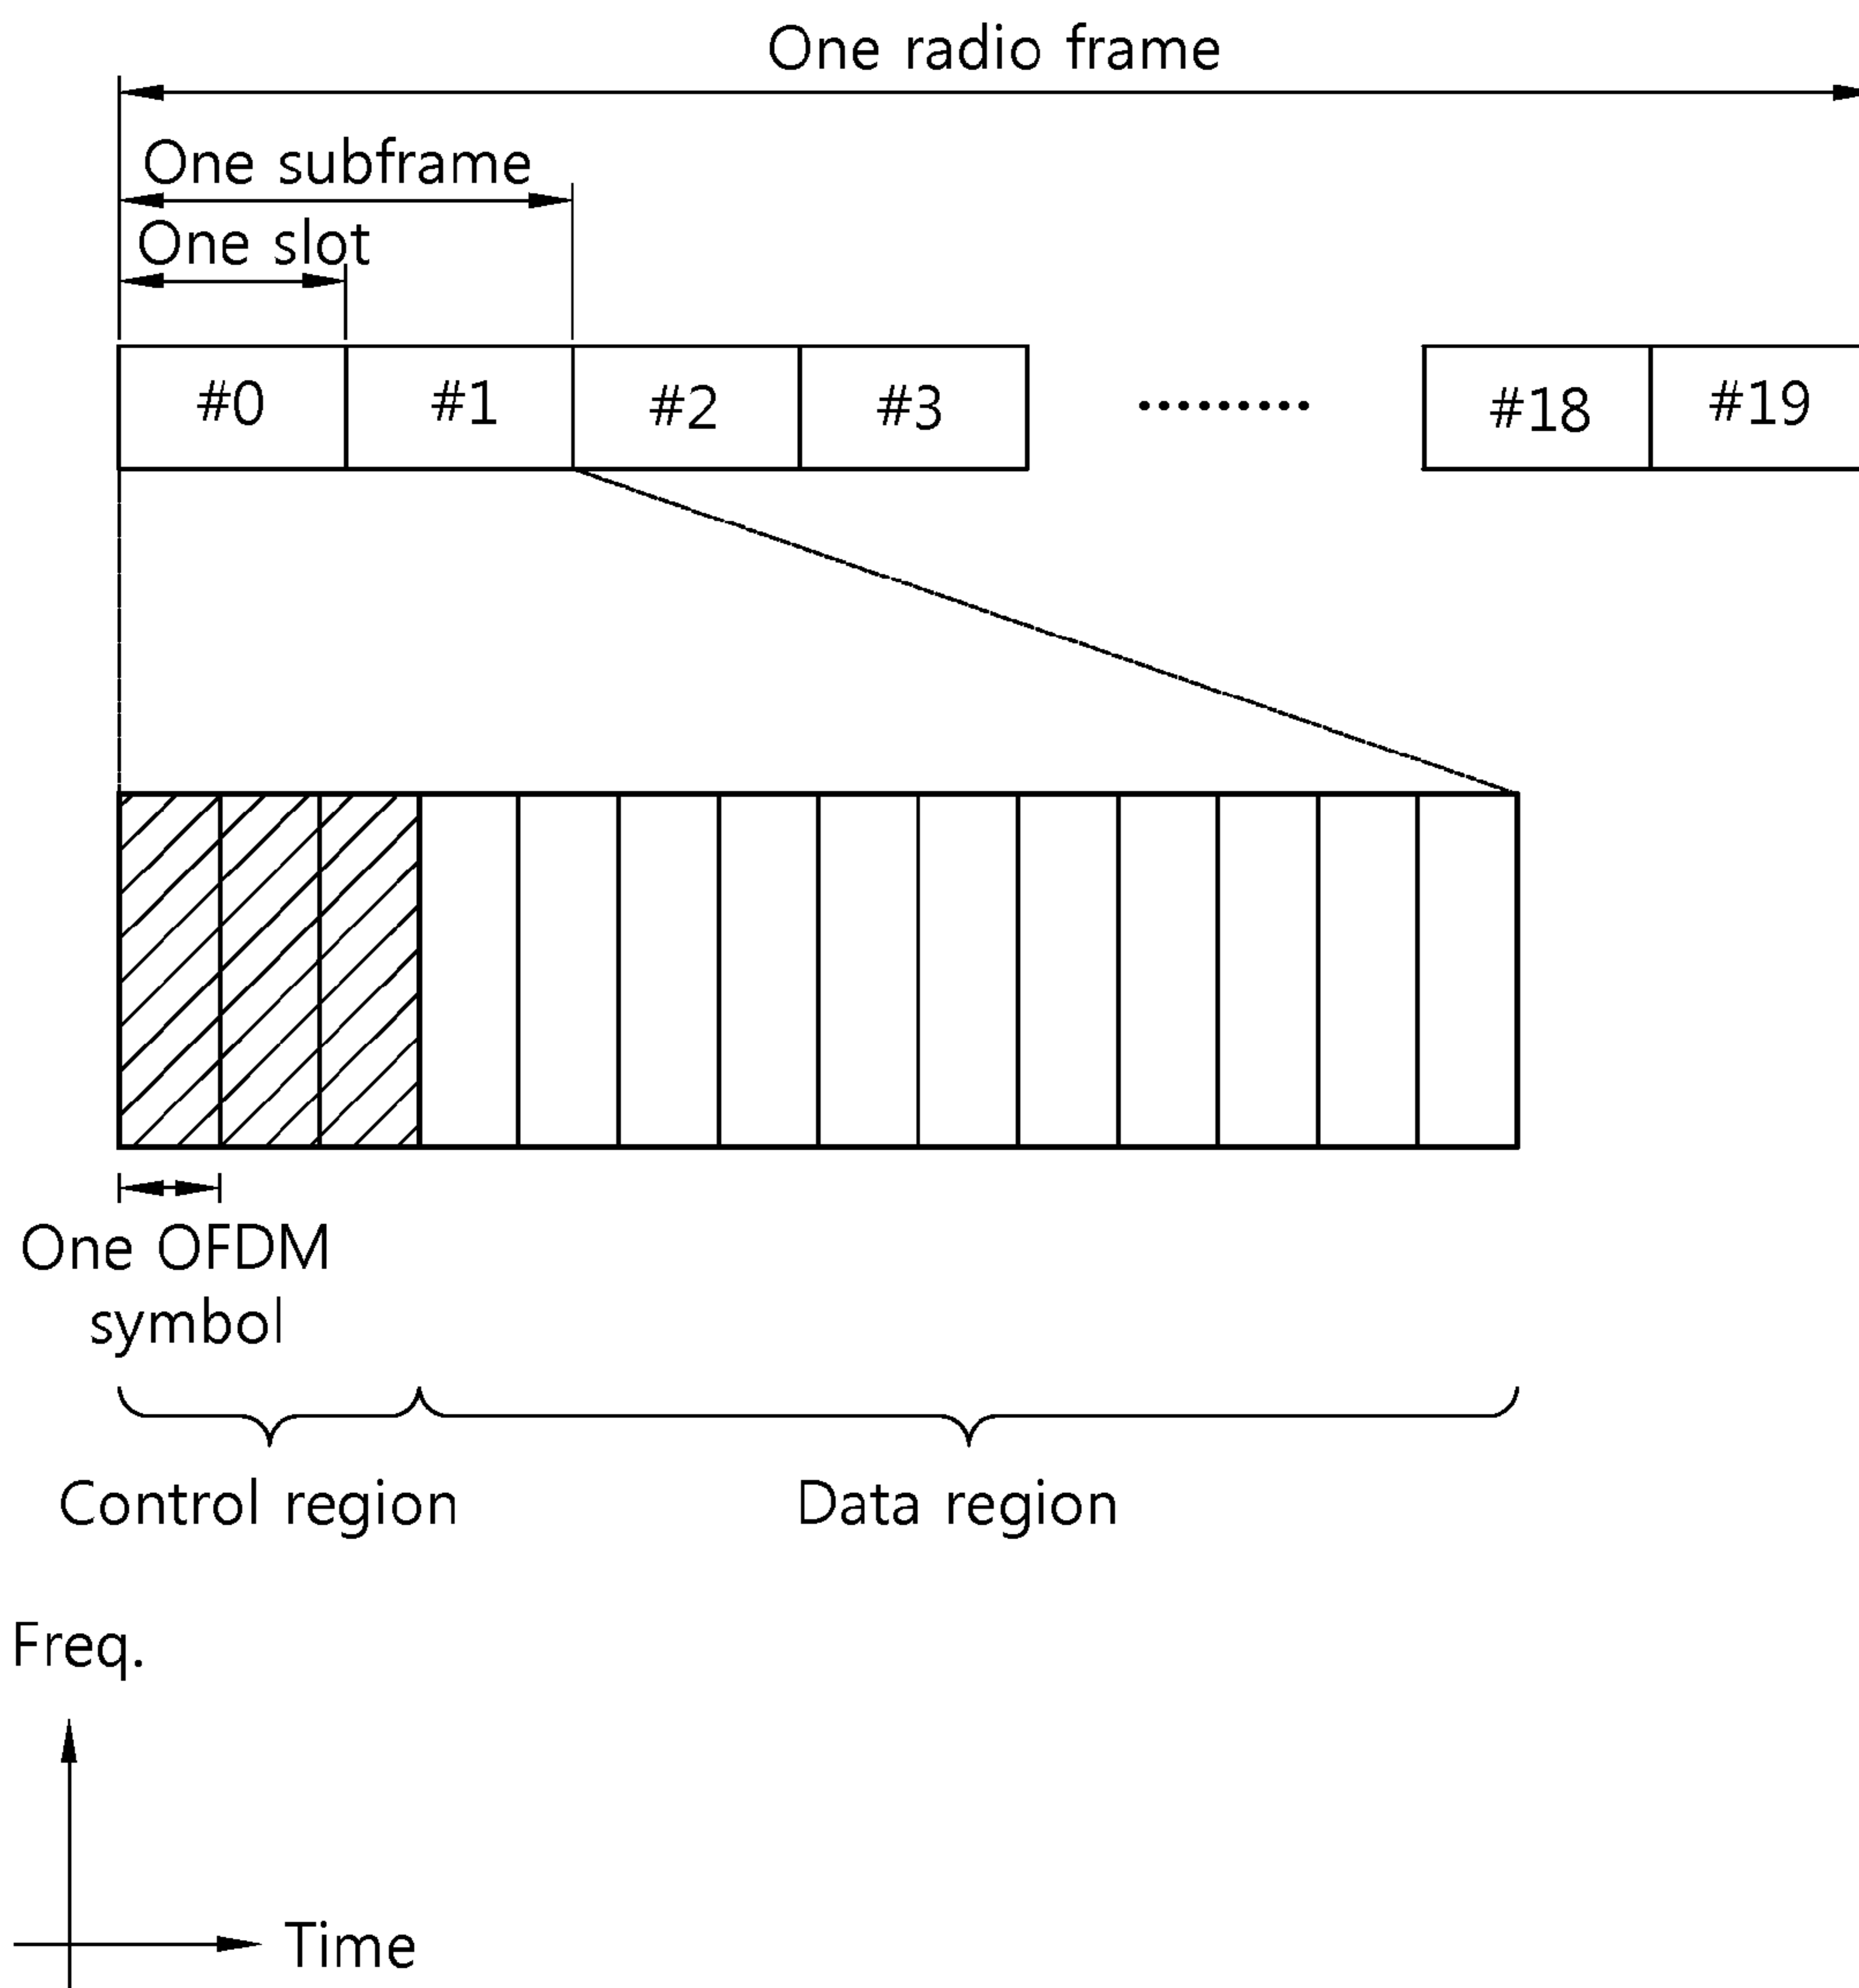 One radio frame
One subframe
One slot
#0 #1 #2 #3 ········· #18 #19
One OFDM
symbol
Control region Data region
Freq.
Time